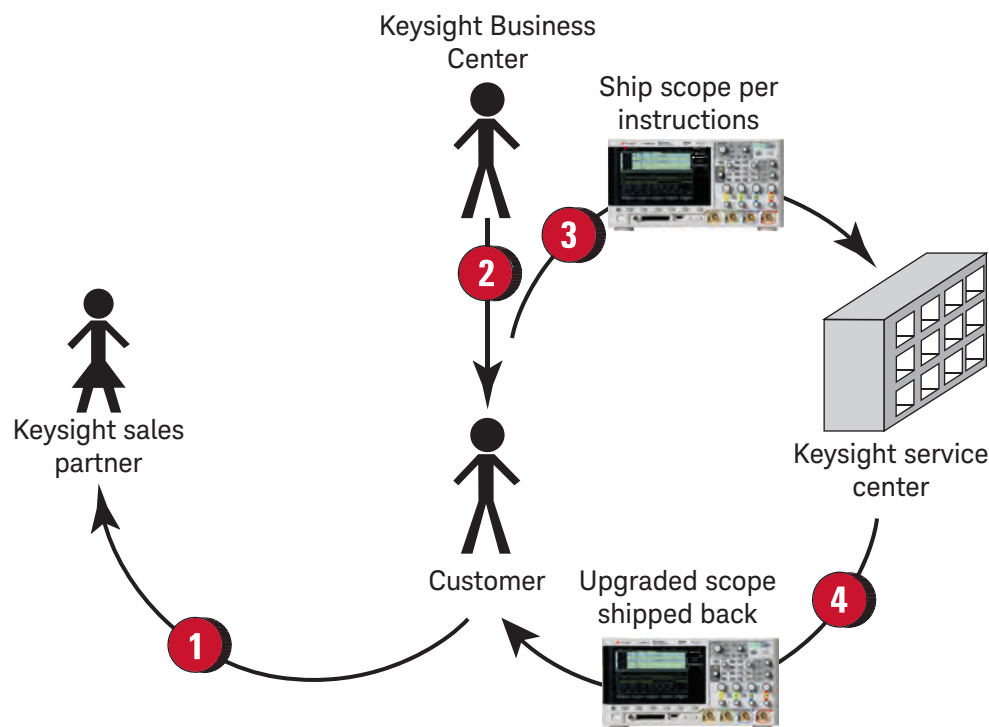 Keysight Business
Center
Ship scope per
instructions
3
2
Keysight sales
partner
Keysight service
center
Customer
Upgraded scope
shipped back
4
1